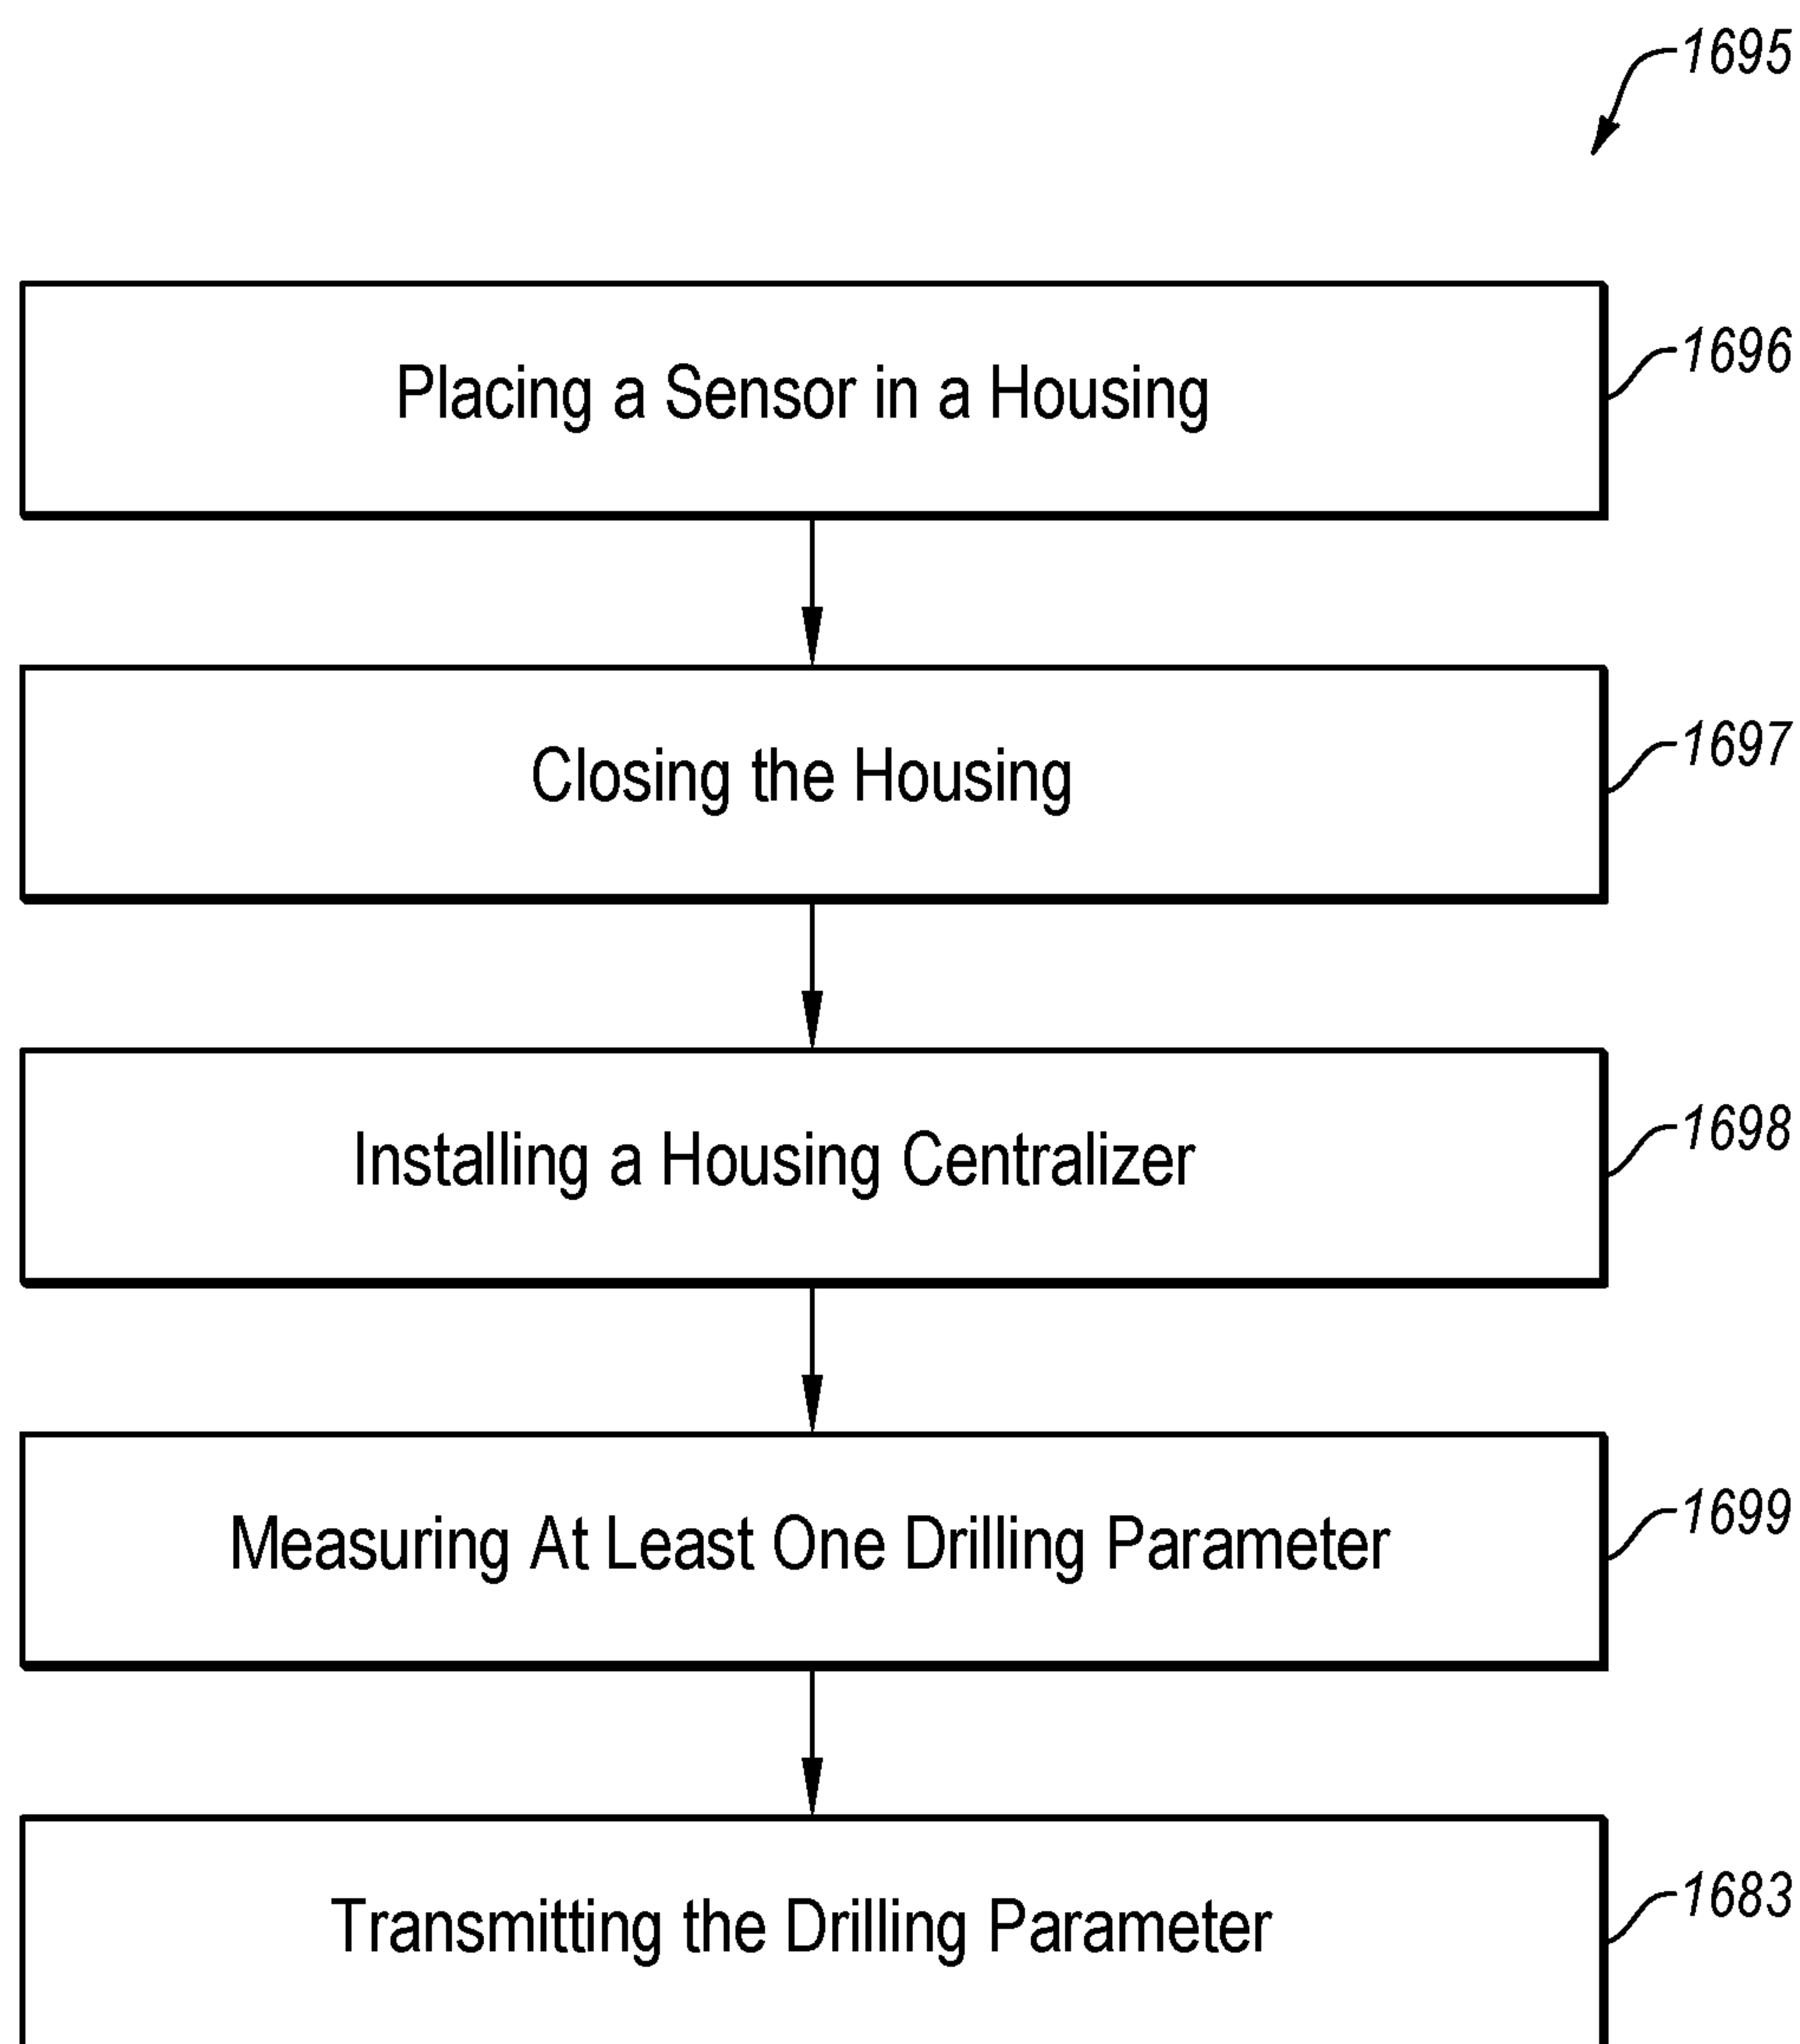 1695
Placing a Sensor in a Housing
1696
Closing the Housing
1697
Installing a Housing Centralizer
1698
Measuring At Least One Drilling Parameter
1699
Transmitting the Drilling Parameter
1683